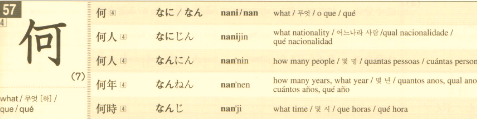 57
4
何
(7)
what / 무엇 [하] /
que / qué
何 4 なに / なん nani/nan what / 무엇 / o que / qué
何人 4 なにじん nanijin what nationality / 어느나라 사람 /qual nacionalidade /
qué nacionalidad
何人 4 なんにん nan'nin how many people / 몇 명 / quantas pessoas / cuántas person
何年 4 なんねん nan'nen how many years, what year / 몇 년 / quantos anos, qual ano
cuántos años, qué año
何時 4 なんじ nan'ji what time / 몇 시 / que horas / qué hora